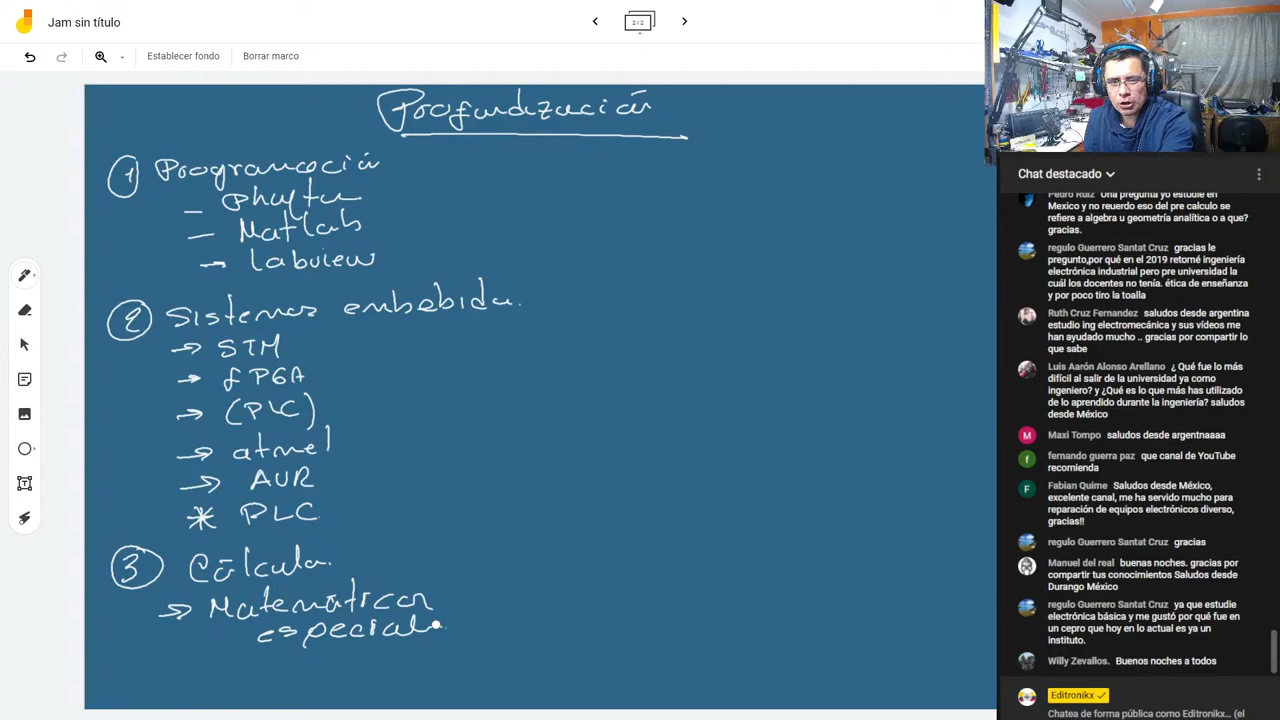 Jam sin título
2/2
Establecer fondo
Borrar marco
Profundización
1 Programación
- Phyton
- Matlab
- labview
2 Sistemas embebidos.
→ STM
→ FPGA
→ (PLC)
→ atmel
→ AVR
* PLC
3 Cálculo.
→ Matemáticas
especiale
Chat destacado
Pedro Ruiz Una pregunta yo estudie en
Mexico y no reuerdo eso del pre calculo se
refiere a algebra u geometría analítica o a que?
gracias.
regulo Guerrero Santat Cruz gracias le
pregunto,por qué en el 2019 retomé ingeniería
electrónica industrial pero pre universidad la
cuál los docentes no tenía. ética de enseñanza
y por poco tiro la toalla
Ruth Cruz Fernandez saludos desde argentina
estudio ing electromecánica y sus vídeos me
han ayudado mucho .. gracias por compartir lo
que sabe
Luis Aarón Alonso Arellano ¿ Qué fue lo más
difícil al salir de la universidad ya como
ingeniero? y ¿Qué es lo que más has utilizado
de lo aprendido durante la ingeniería? saludos
desde México
M
Maxi Tompo saludos desde argentnaaaa
f
fernando guerra paz que canal de YouTube
recomienda
F
Fabian Quime Saludos desde México,
excelente canal, me ha servido mucho para
reparación de equipos electrónicos diverso,
gracias!!
regulo Guerrero Santat Cruz gracias
Manuel del real buenas noches. gracias por
compartir tus conocimientos Saludos desde
Durango México
regulo Guerrero Santat Cruz ya que estudie
electrónica básica y me gustó por qué fue en
un cepro que hoy en lo actual es ya un
instituto.
Willy Zevallos. Buenos noches a todos
Editronikx
Chatea de forma pública como Editronikx... (el